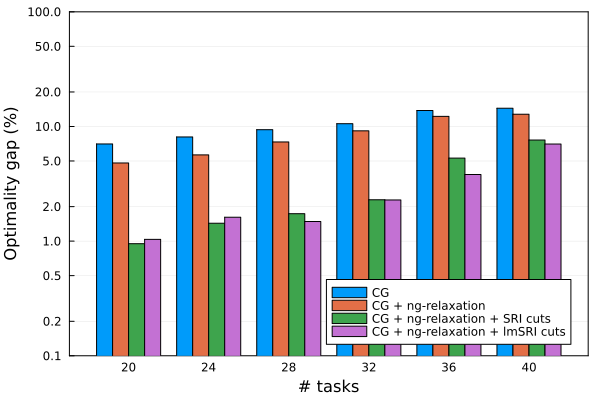 100.0
50.0
20.0
10.0
5.0
2.0
1.0
0.5
0.2
0.1
Optimality gap (%)
CG
CG + ng-relaxation
CG + ng-relaxation + SRI cuts
CG + ng-relaxation + lmSRI cuts
20 24 28 32 36 40
# tasks